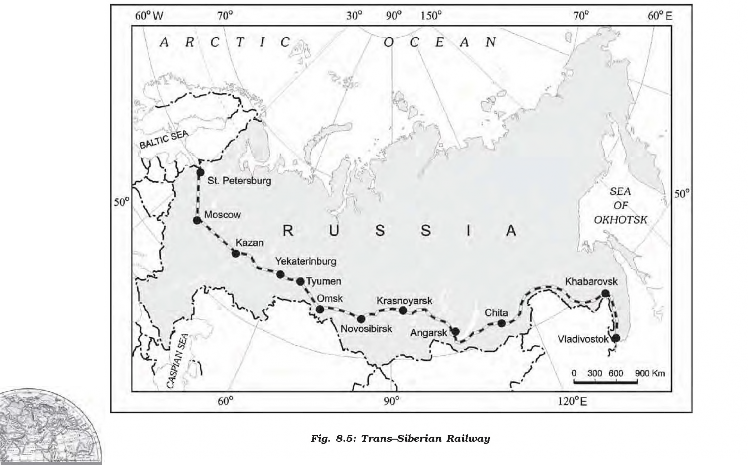 60° W 70° 30° 90° 150° 70° 60° E
A R C T I C O C E A N
BALTIC SEA
St. Petersburg
50°
SEA
OF
OKHOTSK
50°
Moscow
R U S S I A
Kazan
Yekaterinburg
Tyumen
Khabarovsk
Omsk
Krasnoyarsk
Chita
Novosibirsk
Angarsk
Vladivostok
CASPIAN SEA
0 300 600 900 Km
60° 90° 120° E
Fig. 8.5: Trans–Siberian Railway